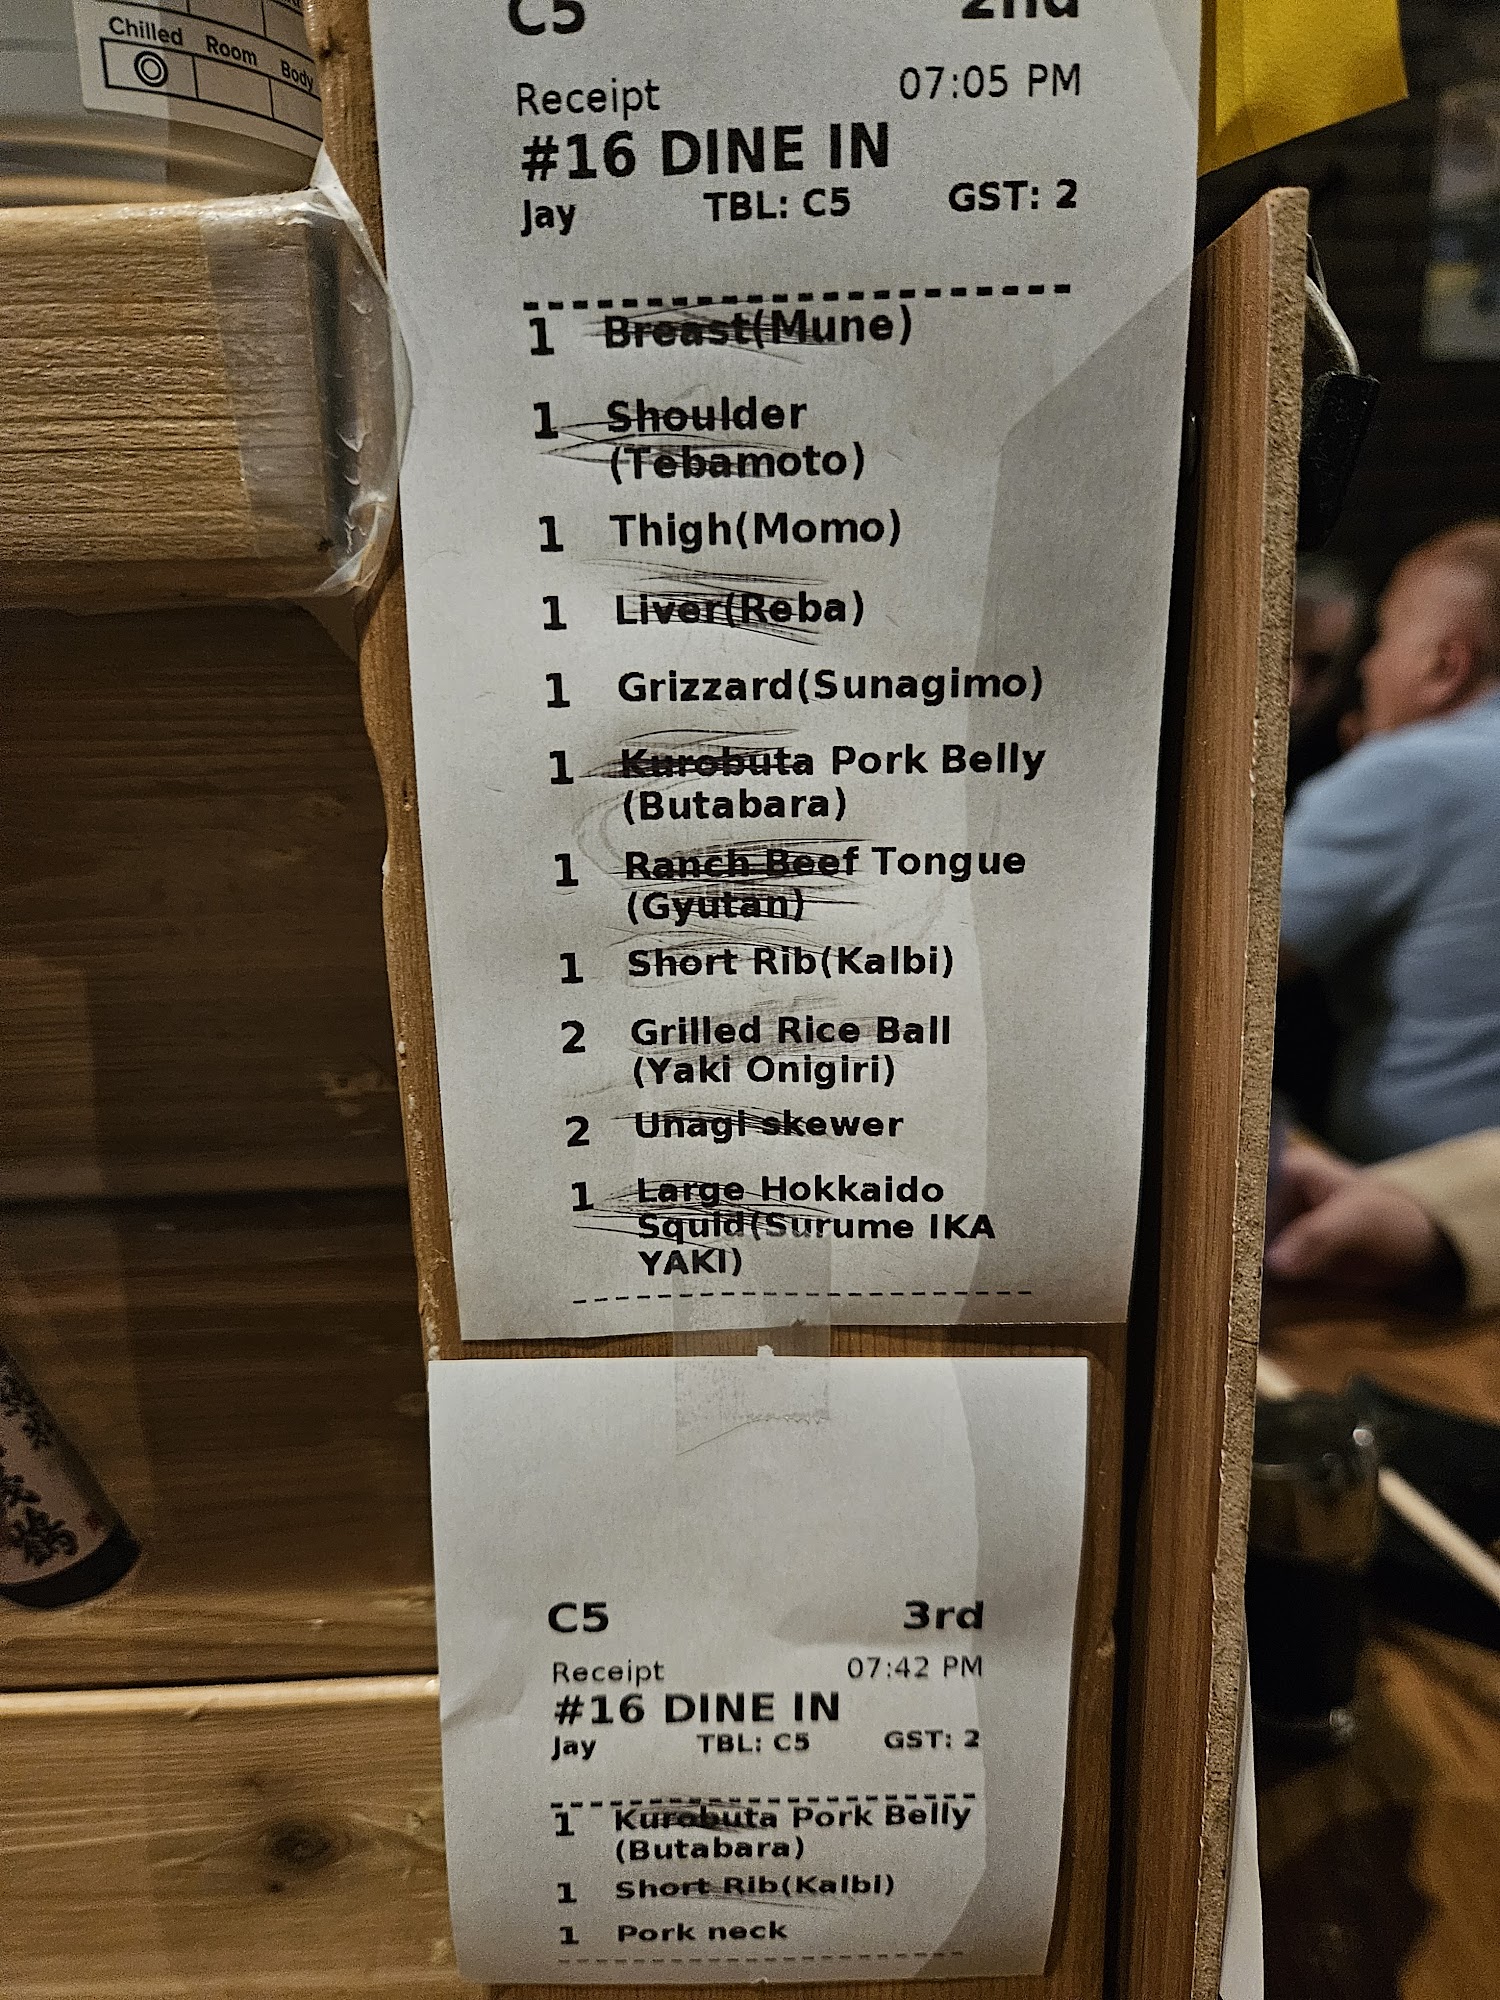 Chilled Room Body
C5 2nd
Receipt 07:05 PM
#16 DINE IN
Jay TBL: C5 GST: 2
1 Breast(Mune)
1 Shoulder
(Tebamoto)
1 Thigh(Momo)
1 Liver(Reba)
1 Grizzard(Sunagimo)
1 Kurobuta Pork Belly
(Butabara)
1 Ranch Beef Tongue
(Gyutan)
1 Short Rib(Kalbi)
2 Grilled Rice Ball
(Yaki Onigiri)
2 Unagi skewer
1 Large Hokkaido
Squid(Surume IKA
YAKI)
C5 3rd
Receipt 07:42 PM
#16 DINE IN
Jay TBL: C5 GST: 2
1 Kurobuta Pork Belly
(Butabara)
1 Short Rib(Kalbi)
1 Pork neck